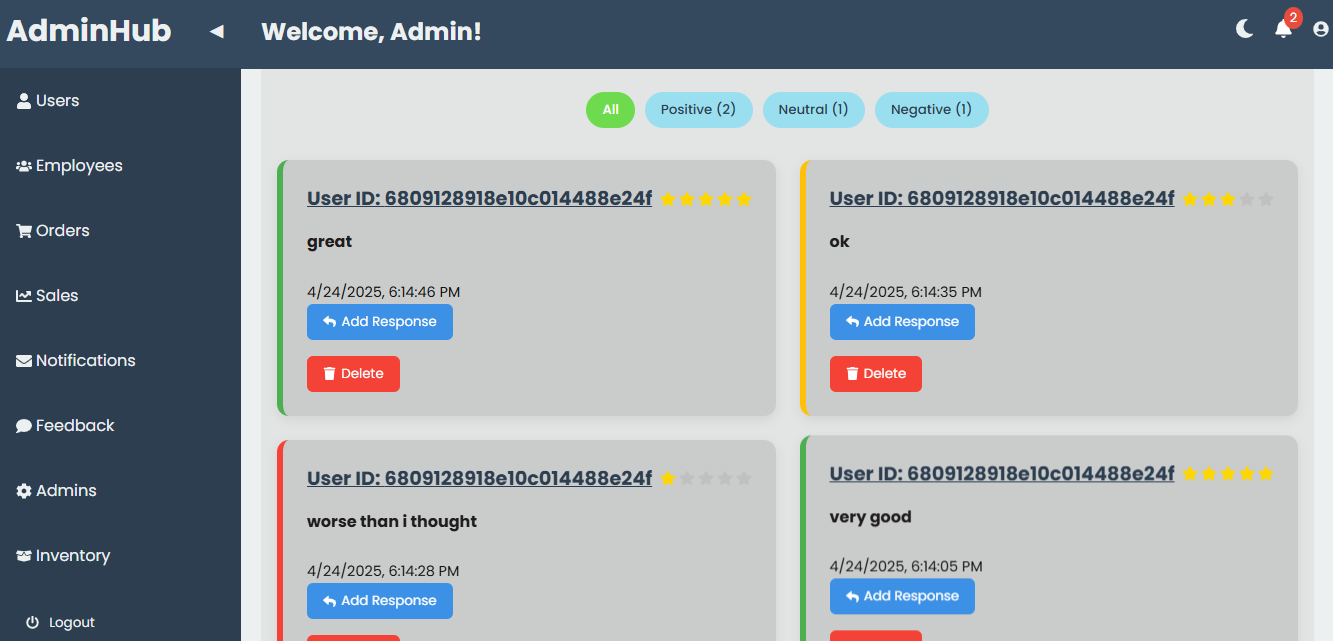 AdminHub
Welcome, Admin!
2
Users
Employees
Orders
Sales
Notifications
Feedback
Admins
Inventory
Logout
All
Positive (2)
Neutral (1)
Negative (1)
User ID: 6809128918e10c014488e24f
great
4/24/2025, 6:14:46 PM
Add Response
Delete
User ID: 6809128918e10c014488e24f
ok
4/24/2025, 6:14:35 PM
Add Response
Delete
User ID: 6809128918e10c014488e24f
worse than i thought
4/24/2025, 6:14:28 PM
Add Response
User ID: 6809128918e10c014488e24f
very good
4/24/2025, 6:14:05 PM
Add Response